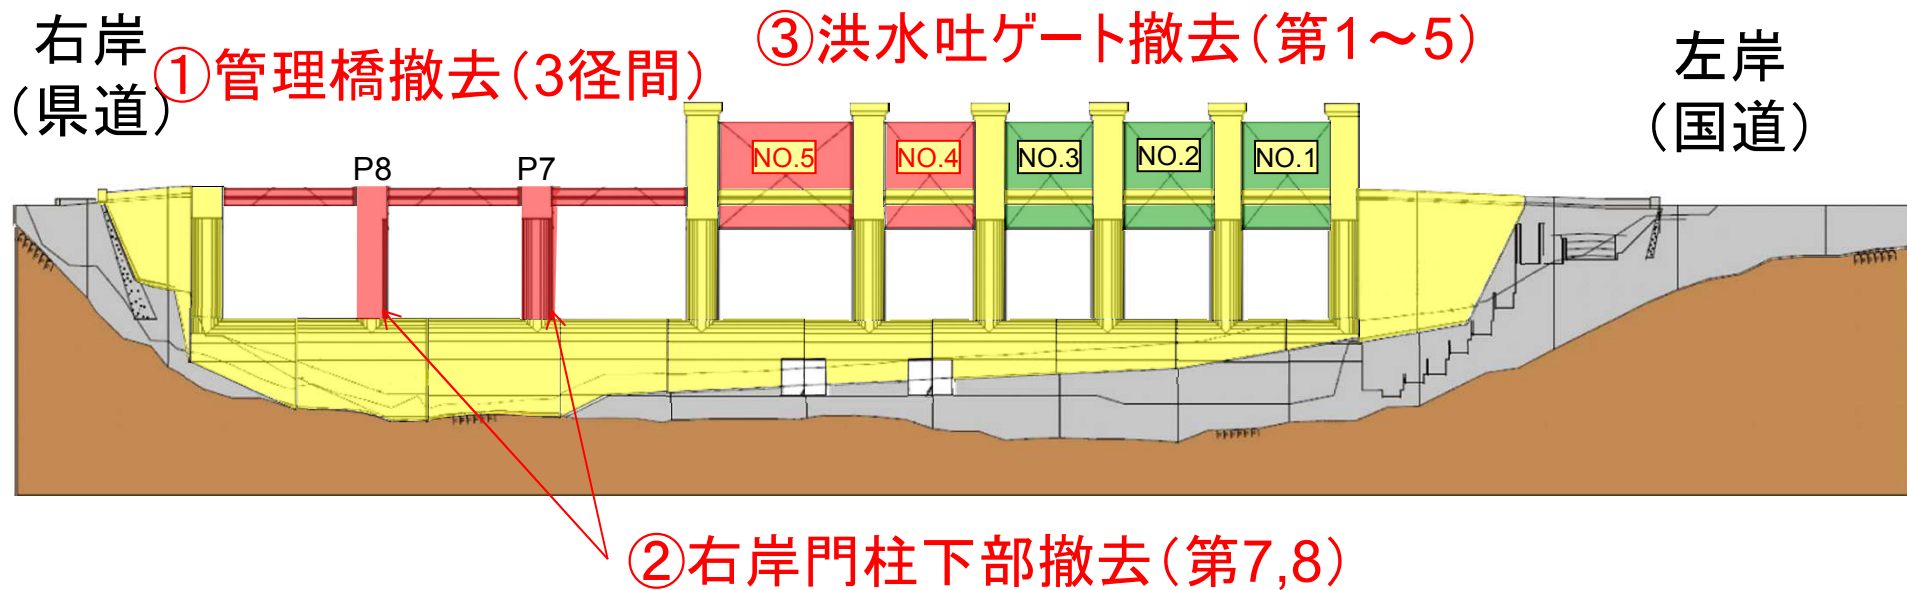 右岸
（県道）
①管理橋撤去（3径間）
③洪水吐ゲート撤去（第1～5）
左岸
（国道）
P8
P7
NO.5
NO.4
NO.3
NO.2
NO.1
②右岸門柱下部撤去（第7,8）